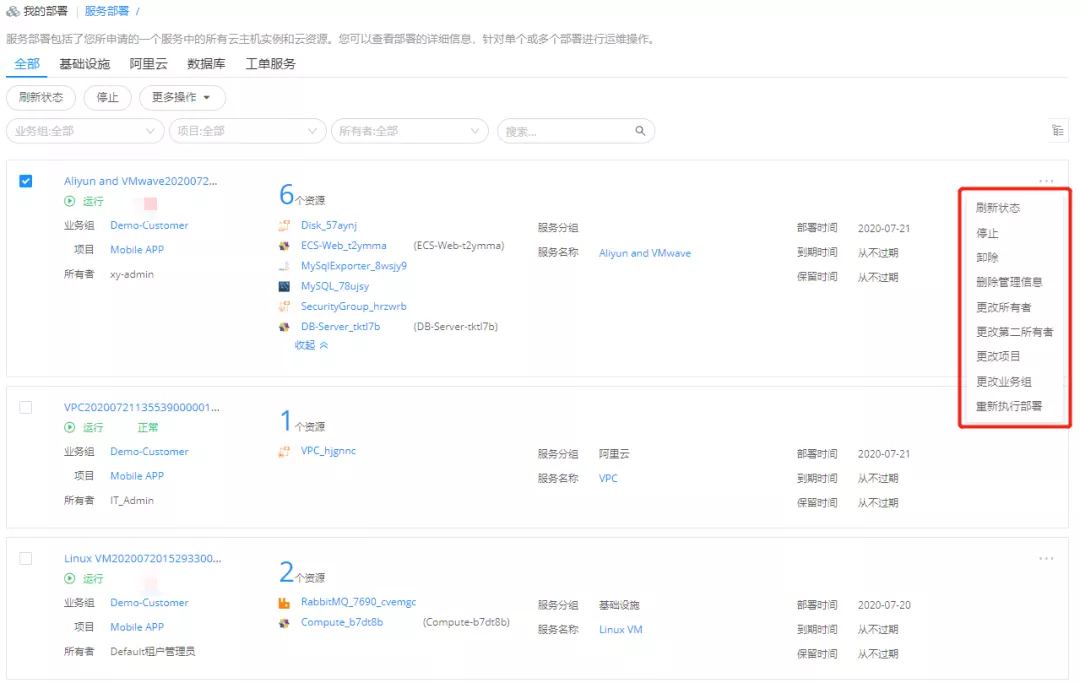 我的部署 | 服务部署 /
服务部署包括了您所申请的一个服务中的所有云主机实例和云资源。您可以查看部署的详细信息、针对单个或多个部署进行运维操作。
全部 基础设施 阿里云 数据库 工单服务
刷新状态 停止 更多操作
业务组:全部 项目:全部 所有者:全部 搜索...
Aliyun and VMwave2020072...
运行
业务组 Demo-Customer
项目 Mobile APP
所有者 xy-admin
6个资源
Disk_57aynj
ECS-Web_t2ymma (ECS-Web-t2ymma)
MySqlExporter_8wsjy9
MySQL_78ujsy
SecurityGroup_hrzwrb
DB-Server_tktl7b (DB-Server-tktl7b)
收起
服务分组
服务名称 Aliyun and VMwave
部署时间 2020-07-21
到期时间 从不过期
保留时间 从不过期
...
刷新状态
停止
卸除
删除管理信息
更改所有者
更改第二所有者
更改项目
更改业务组
重新执行部署
VPC20200721135539000001...
运行 正常
业务组 Demo-Customer
项目 Mobile APP
所有者 IT_Admin
1个资源
VPC_hjgnnc
服务分组 阿里云
服务名称 VPC
部署时间 2020-07-21
到期时间 从不过期
保留时间 从不过期
Linux VM2020072015293300...
运行
业务组 Demo-Customer
项目 Mobile APP
所有者 Default租户管理员
2个资源
RabbitMQ_7690_cvemgc
Compute_b7dt8b (Compute-b7dt8b)
服务分组 基础设施
服务名称 Linux VM
部署时间 2020-07-20
到期时间 从不过期
保留时间 从不过期
...